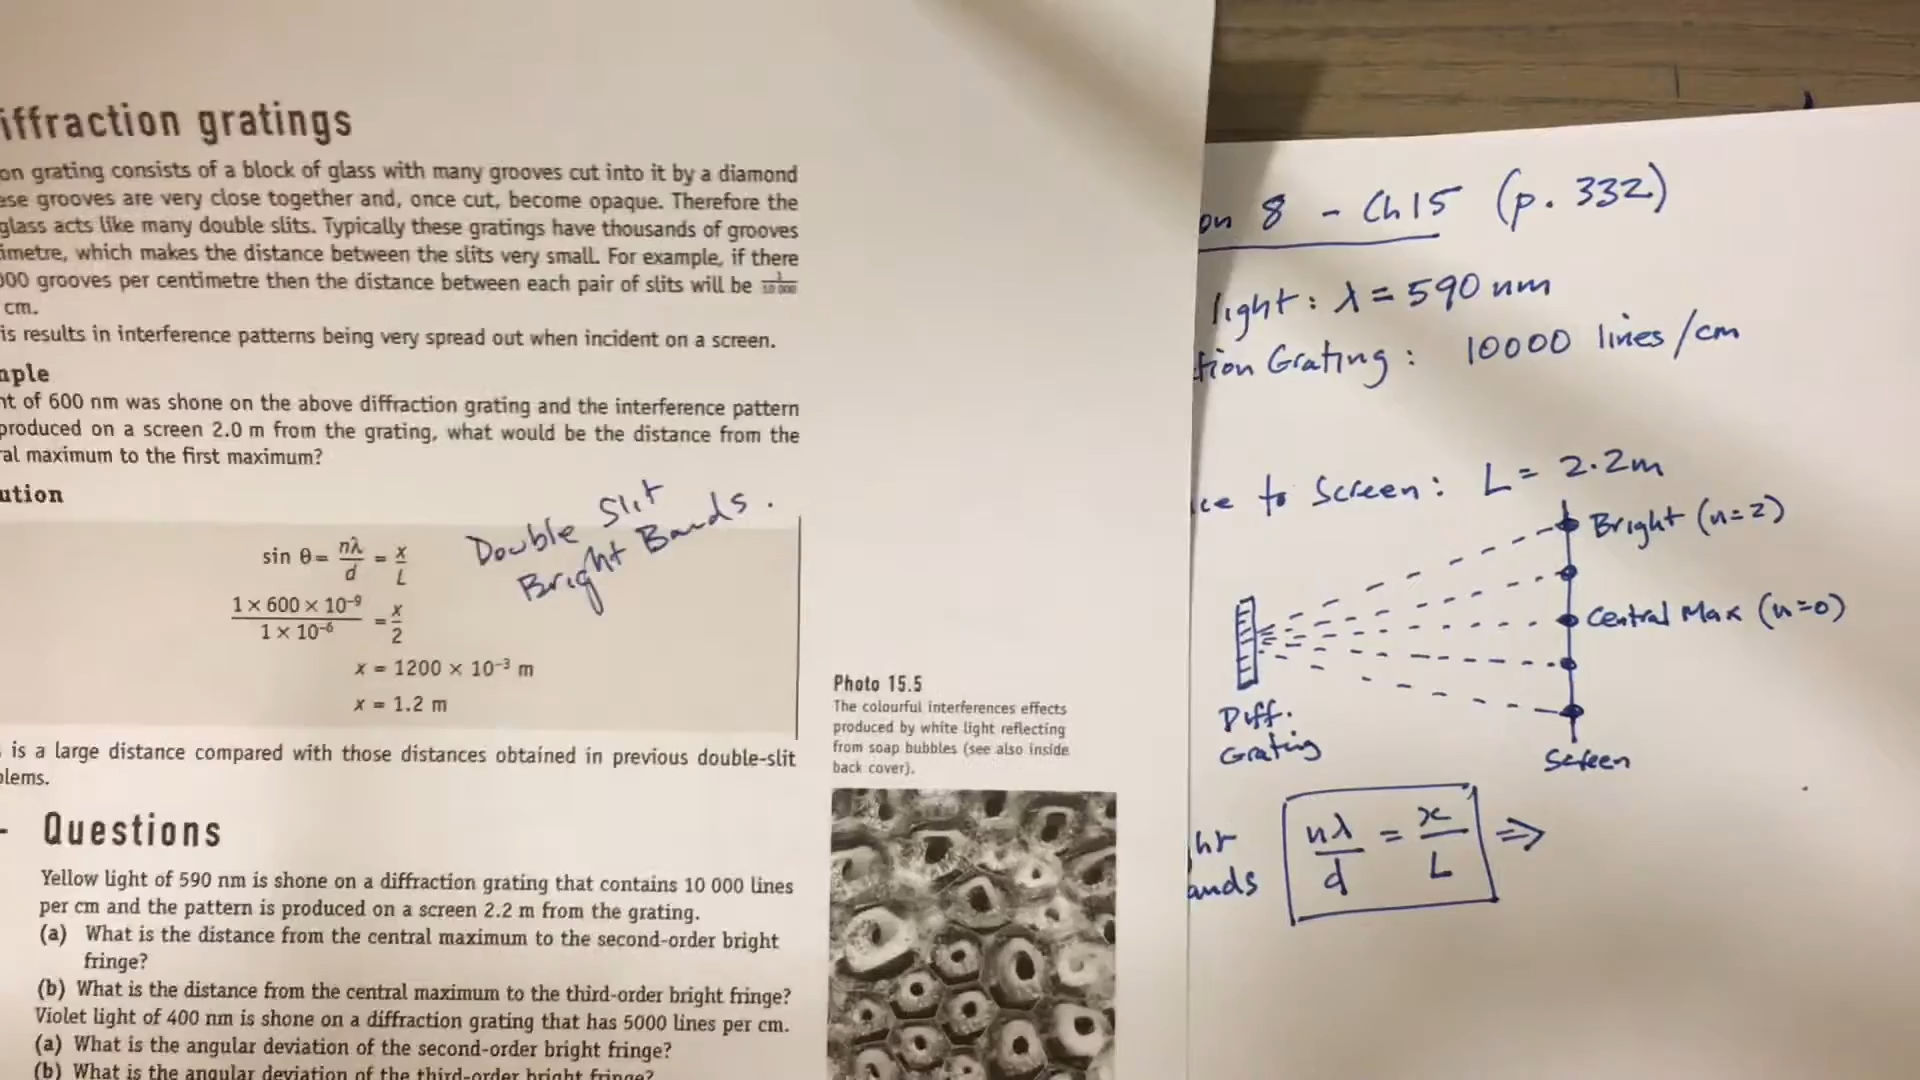 iffraction gratings
on grating consists of a block of glass with many grooves cut into it by a diamond
ese grooves are very close together and, once cut, become opaque. Therefore the
glass acts like many double slits. Typically these gratings have thousands of grooves
imetre, which makes the distance between the slits very small. For example, if there
000 grooves per centimetre then the distance between each pair of slits will be 1/10 000
cm.
is results in interference patterns being very spread out when incident on a screen.
mple
ht of 600 nm was shone on the above diffraction grating and the interference pattern
produced on a screen 2.0 m from the grating, what would be the distance from the
ral maximum to the first maximum?
ution
sin θ = nλ/d = x/L
1 × 600 × 10⁻⁹ / 1 × 10⁻⁶ = x/2
x = 1200 × 10⁻³ m
x = 1.2 m
Double Slit
Bright Bands.
is a large distance compared with those distances obtained in previous double-slit
blems.
Questions
Yellow light of 590 nm is shone on a diffraction grating that contains 10 000 lines
per cm and the pattern is produced on a screen 2.2 m from the grating.
(a) What is the distance from the central maximum to the second-order bright
fringe?
(b) What is the distance from the central maximum to the third-order bright fringe?
Violet light of 400 nm is shone on a diffraction grating that has 5000 lines per cm.
(a) What is the angular deviation of the second-order bright fringe?
(b) What is the angular deviation of the third-order bright fringe?
Photo 15.5
The colourful interferences effects
produced by white light reflecting
from soap bubbles (see also inside
back cover).
on 8 - Ch15 (p. 332)
light: λ = 590 nm
tion Grating: 10000 lines/cm
ce to Screen: L = 2.2m
Bright (n=2)
Central Max (n=0)
Diff.
Grating
Screen
ht
ands
nλ/d = x/L ⇒